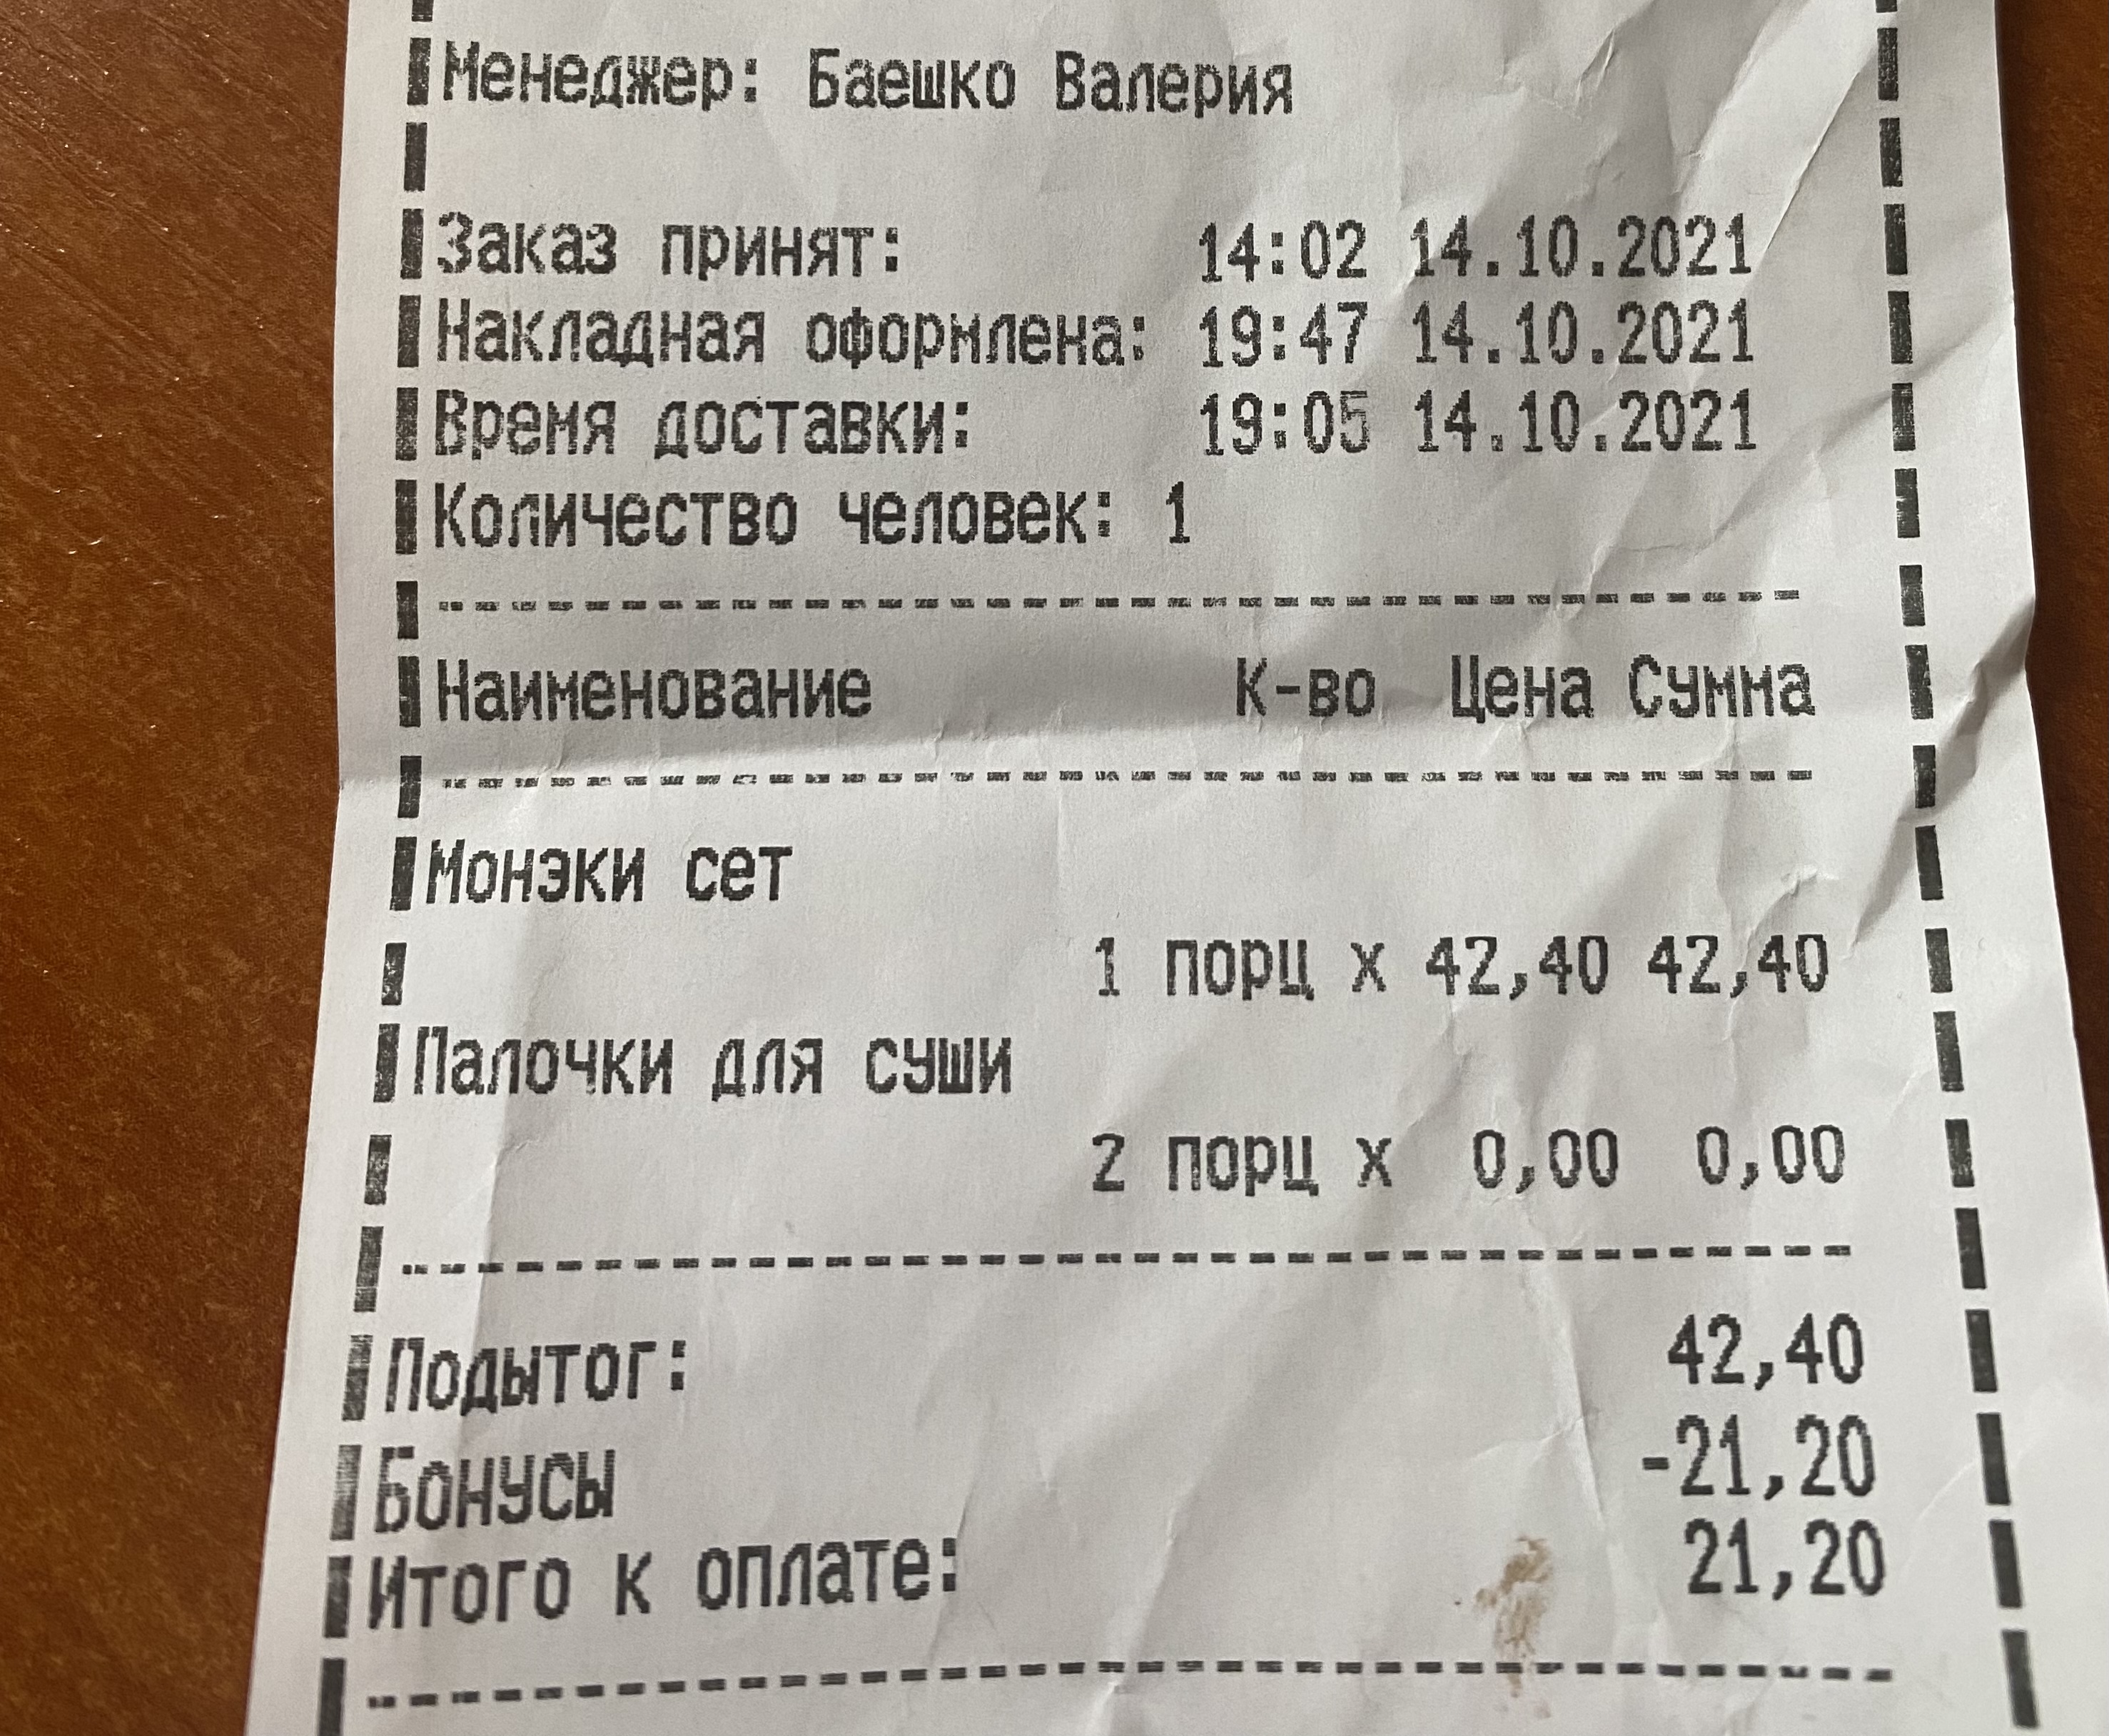 Менеджер: Баешко Валерия
Заказ принят: 14:02 14.10.2021
Накладная оформлена: 19:47 14.10.2021
Время доставки: 19:05 14.10.2021
Количество человек: 1
Наименование К-во Цена Сумма
Монэки сет
1 порц х 42,40 42,40
Палочки для суши
2 порц х 0,00 0,00
Подытог: 42,40
Бонусы -21,20
Итого к оплате: 21,20